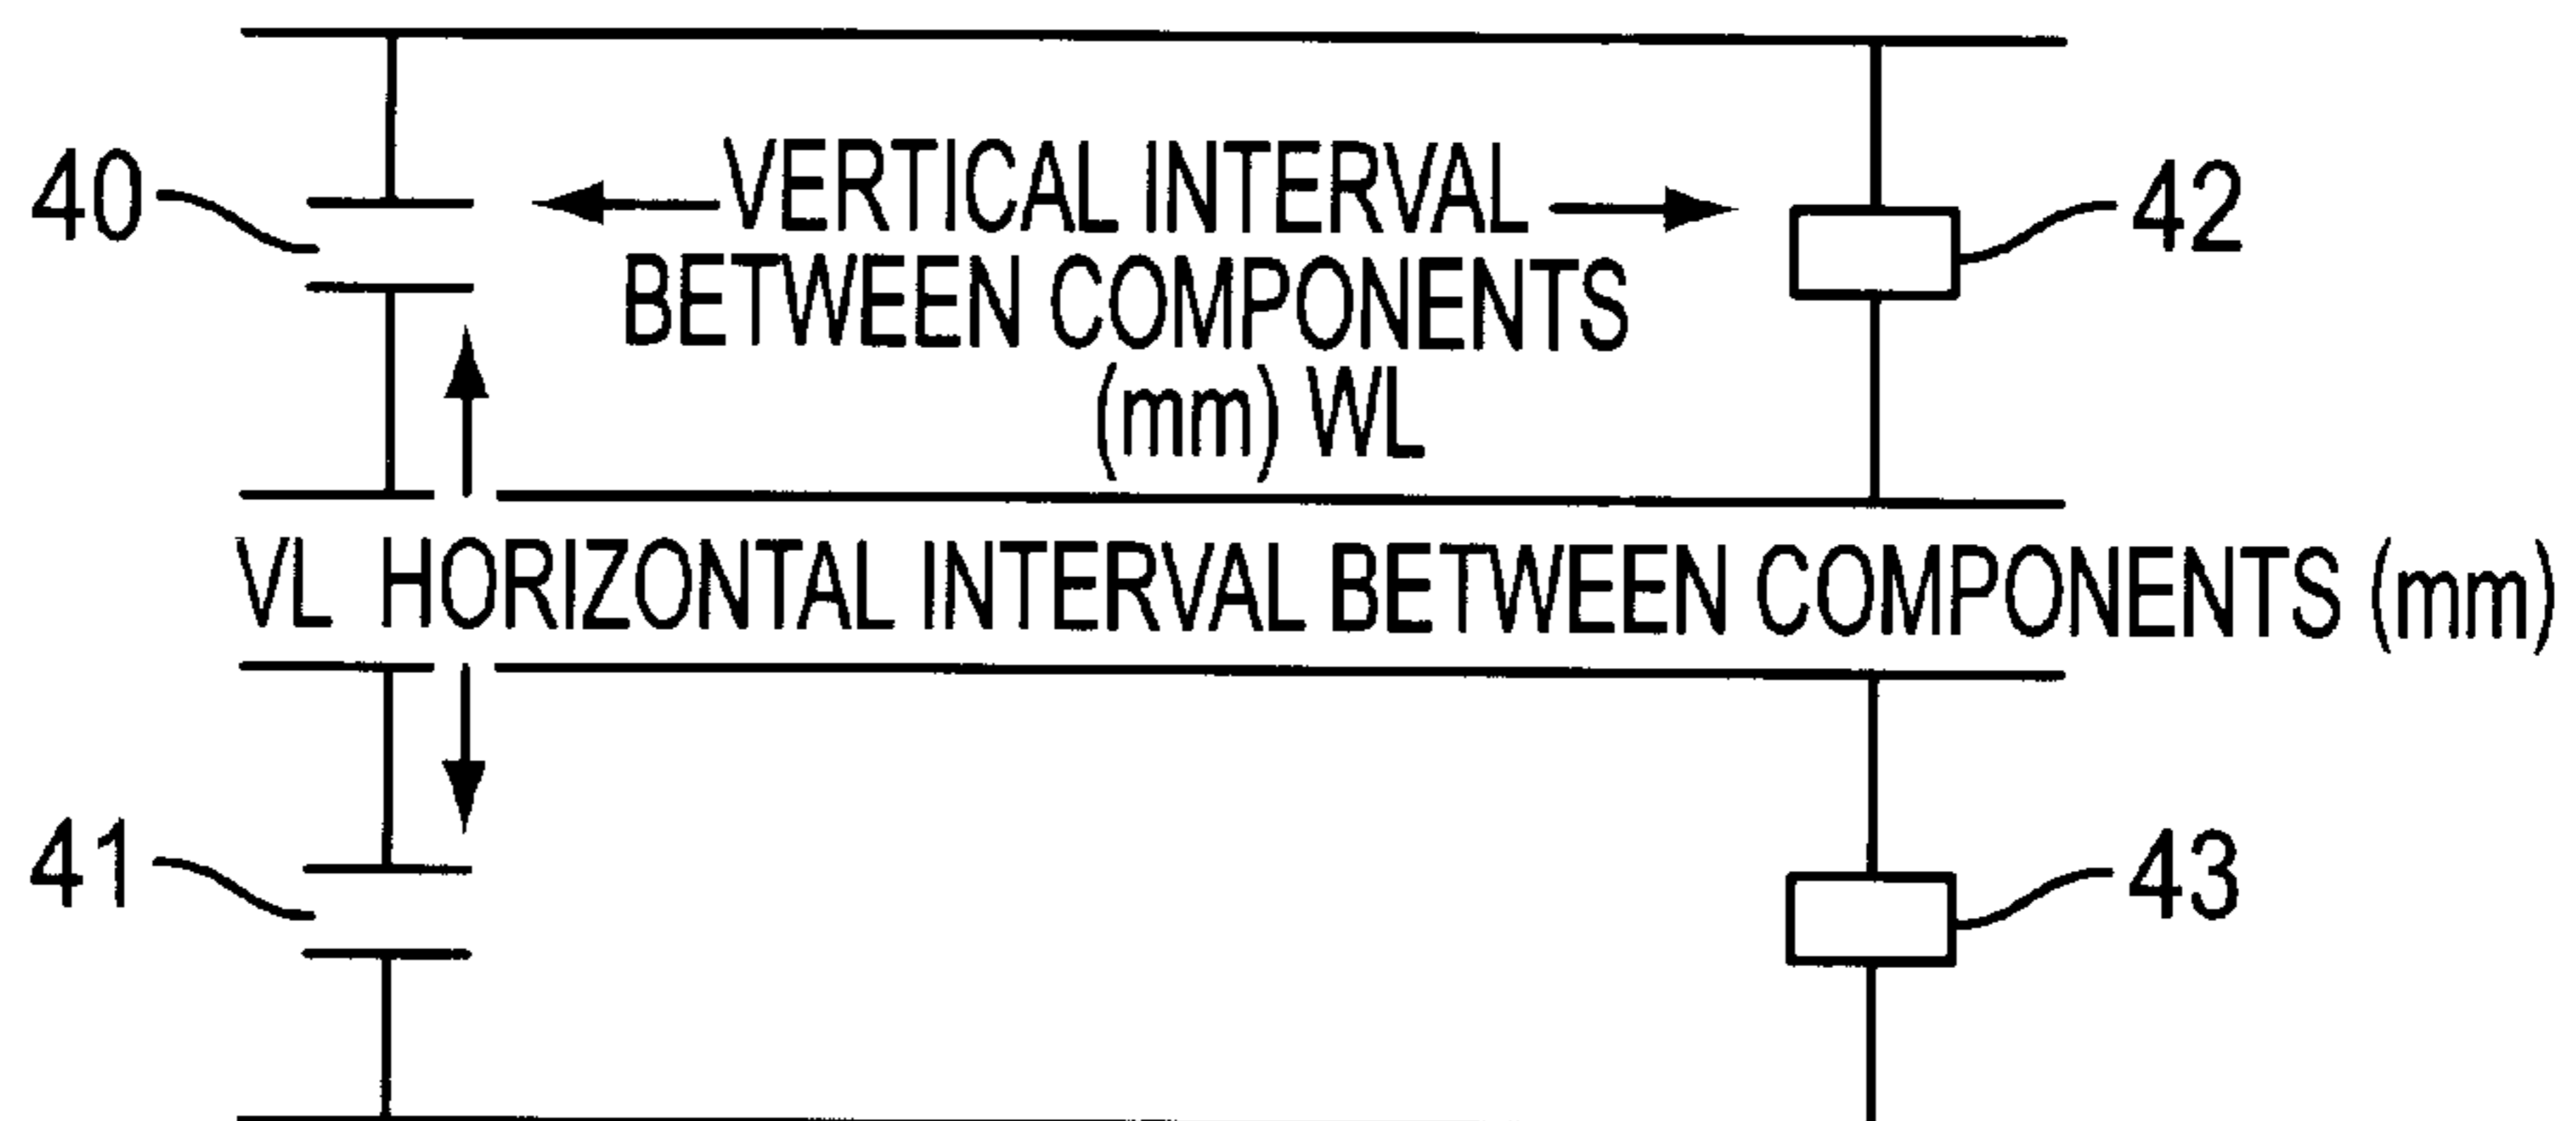 40
VERTICAL INTERVAL
42
BETWEEN COMPONENTS
(mm) WL
VL HORIZONTAL INTERVAL BETWEEN COMPONENTS (mm)
41
43